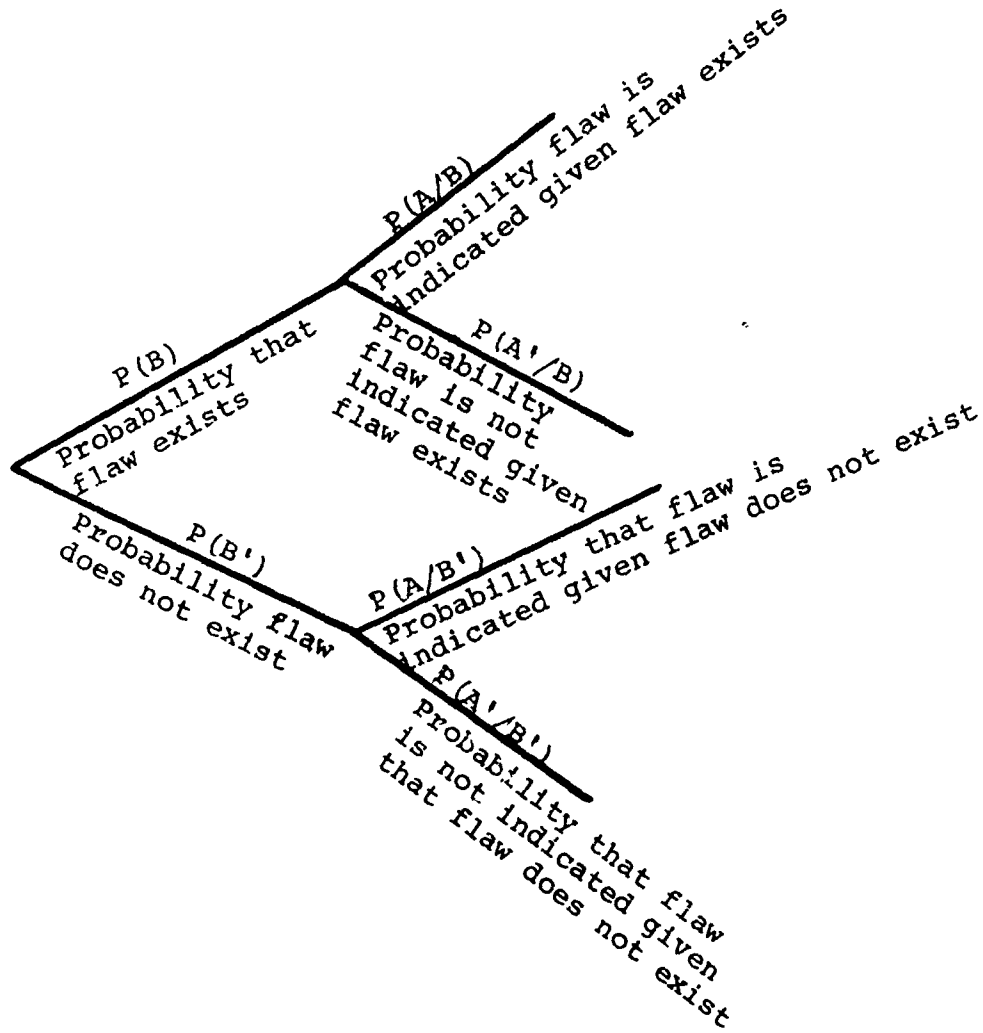 P(A/B)
Probability flaw is
indicated given flaw exists
P(A'/B)
Probability
flaw is not
indicated given
flaw exists
P(B)
Probability that
flaw exists
P(B')
Probability flaw
does not exist
P(A/B')
Probability that flaw is
indicated given flaw does not exist
P(A'/B')
Probability that flaw
is not indicated given
that flaw does not exist